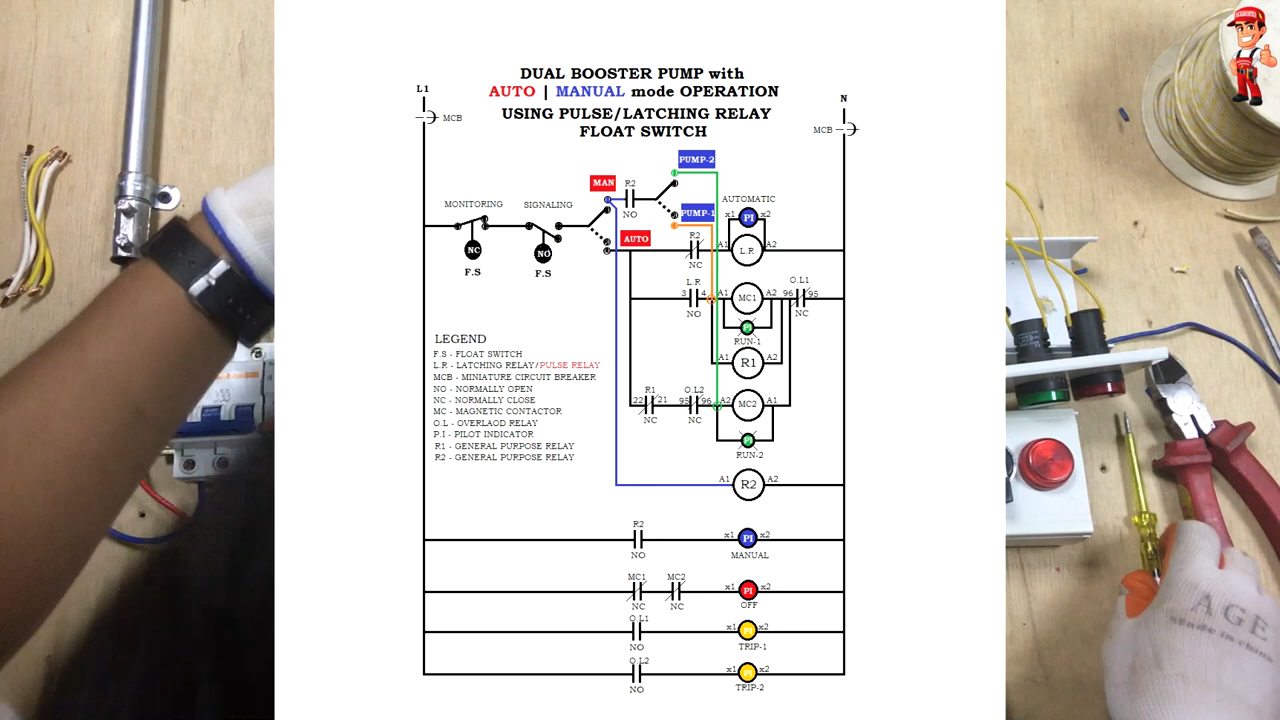 DUAL BOOSTER PUMP with
AUTO | MANUAL mode OPERATION
USING PULSE/LATCHING RELAY
FLOAT SWITCH
L1
N
MCB
MCB
PUMP-2
MAN
R2
NO
AUTOMATIC
MONITORING
SIGNALING
PUMP-1
x1 PI x2
AUTO
R2
NC
A1 L.R A2
NC
NO
F.S
F.S
L.R
3 4
NO
A1 MC1 A2
O.L1
96 95
NC
PI
RUN-1
A1 R1 A2
LEGEND
F.S - FLOAT SWITCH
L.R - LATCHING RELAY/PULSE RELAY
MCB - MINIATURE CIRCUIT BREAKER
NO - NORMALLY OPEN
NC - NORMALLY CLOSE
MC - MAGNETIC CONTACTOR
O.L - OVERLAOD RELAY
P.I - PILOT INDICATOR
R1 - GENERAL PURPOSE RELAY
R2 - GENERAL PURPOSE RELAY
R1
22 21
NC
O.L2
95 96
NC
A2 MC2 A1
PI
RUN-2
A1 R2 A2
R2
NO
x1 PI x2
MANUAL
MC1
NC
MC2
NC
x1 PI x2
OFF
O.L1
NO
x1 PI x2
TRIP-1
O.L2
NO
x1 PI x2
TRIP-2
AGE
Made in china